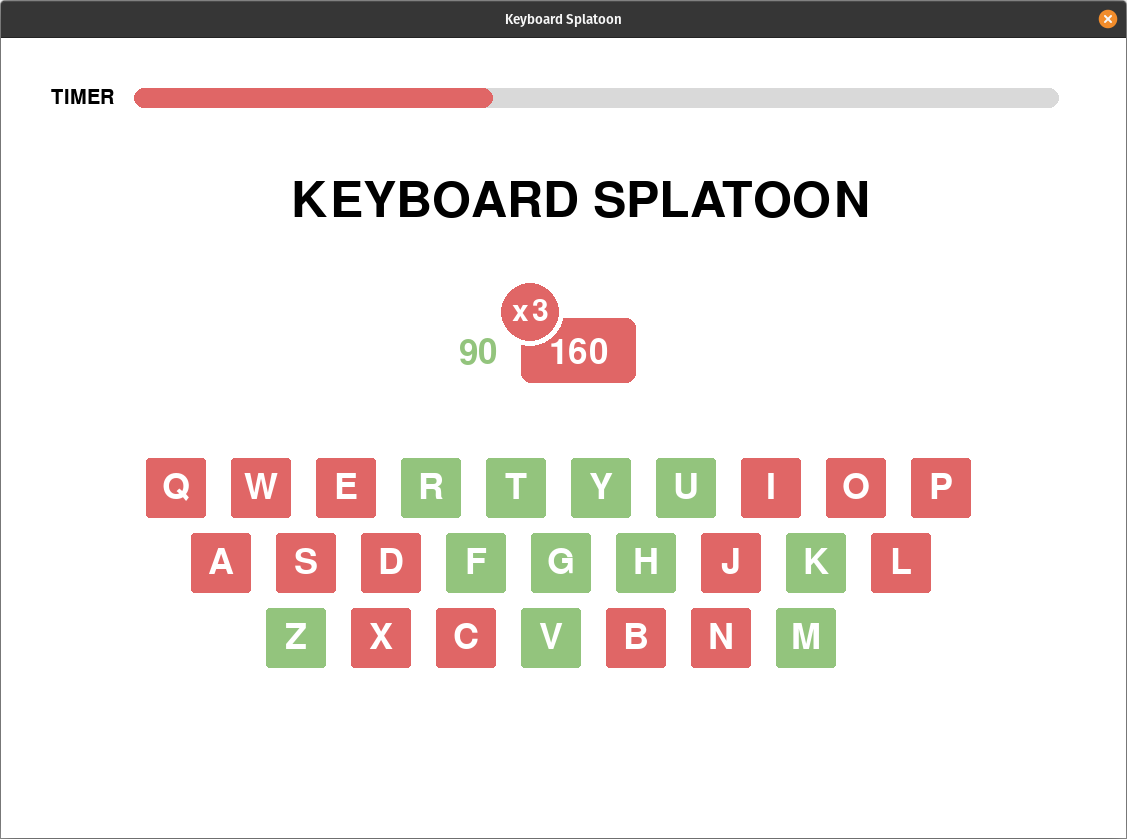 Keyboard Splatoon
TIMER
KEYBOARD SPLATOON
x3
90 160
Q W E R T Y U I O P
A S D F G H J K L
Z X C V B N M